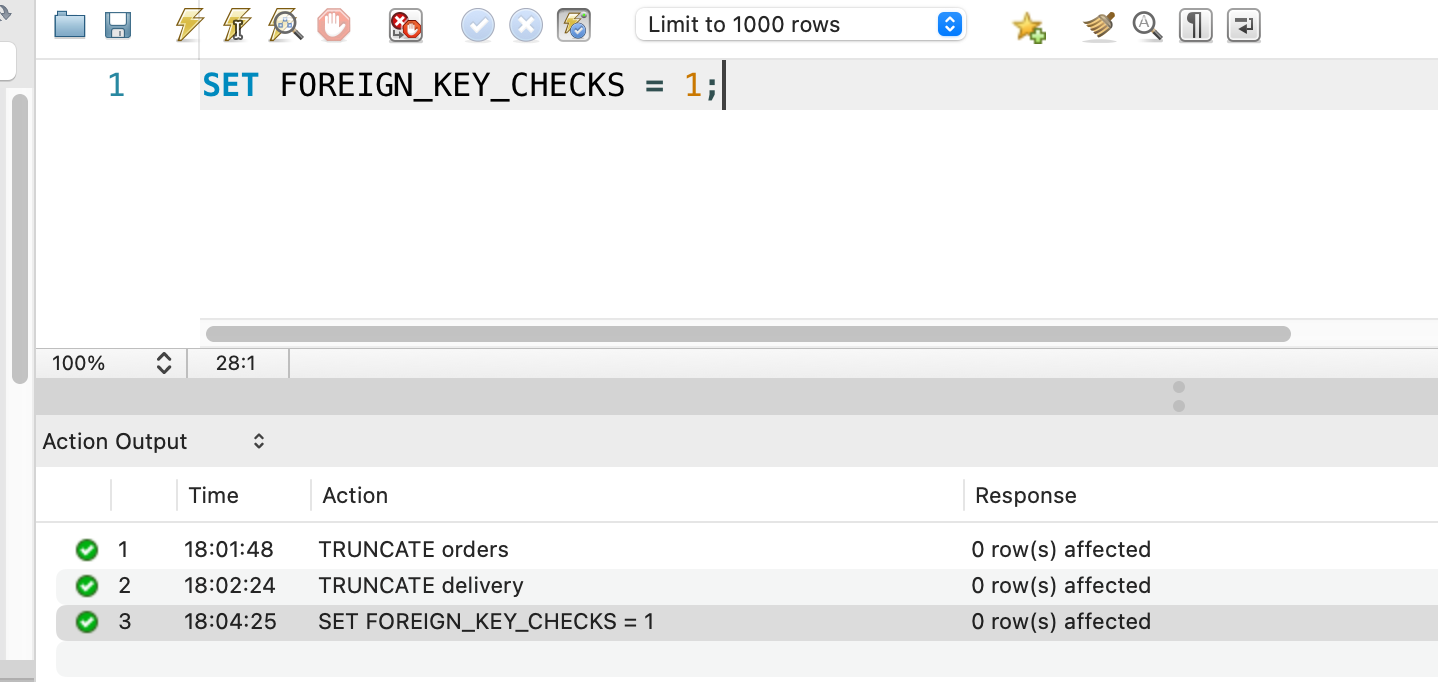 Limit to 1000 rows
1 SET FOREIGN_KEY_CHECKS = 1;
100% 28:1
Action Output
Time Action Response
1 18:01:48 TRUNCATE orders 0 row(s) affected
2 18:02:24 TRUNCATE delivery 0 row(s) affected
3 18:04:25 SET FOREIGN_KEY_CHECKS = 1 0 row(s) affected